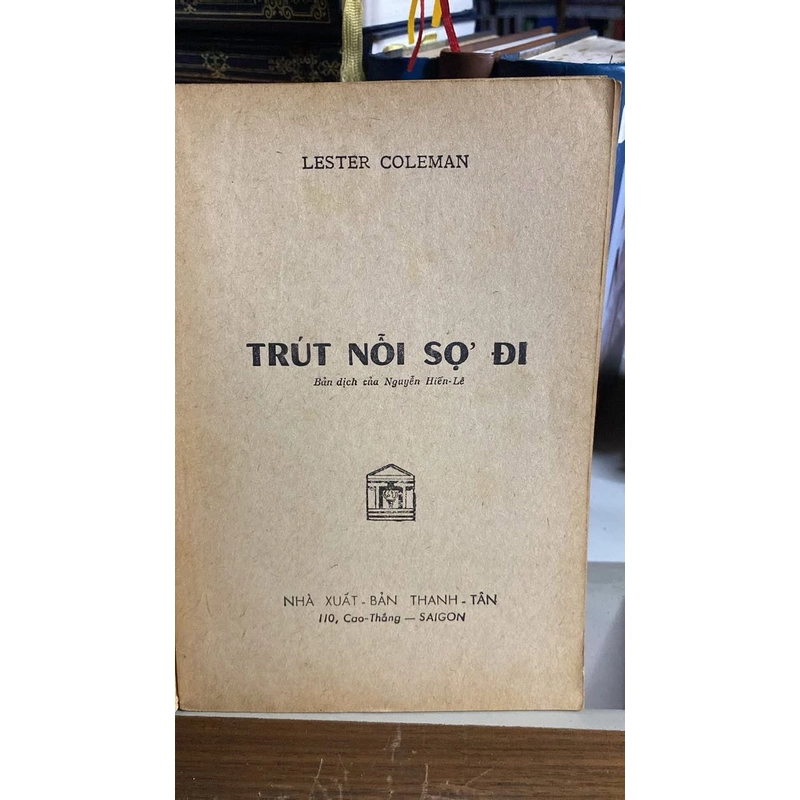 LESTER COLEMAN
TRÚT NỖI SỢ ĐI
Bản dịch của Nguyễn Hiến-Lê
NHÀ XUẤT-BẢN THANH-TÂN
110, Cao-Thắng — SAIGON